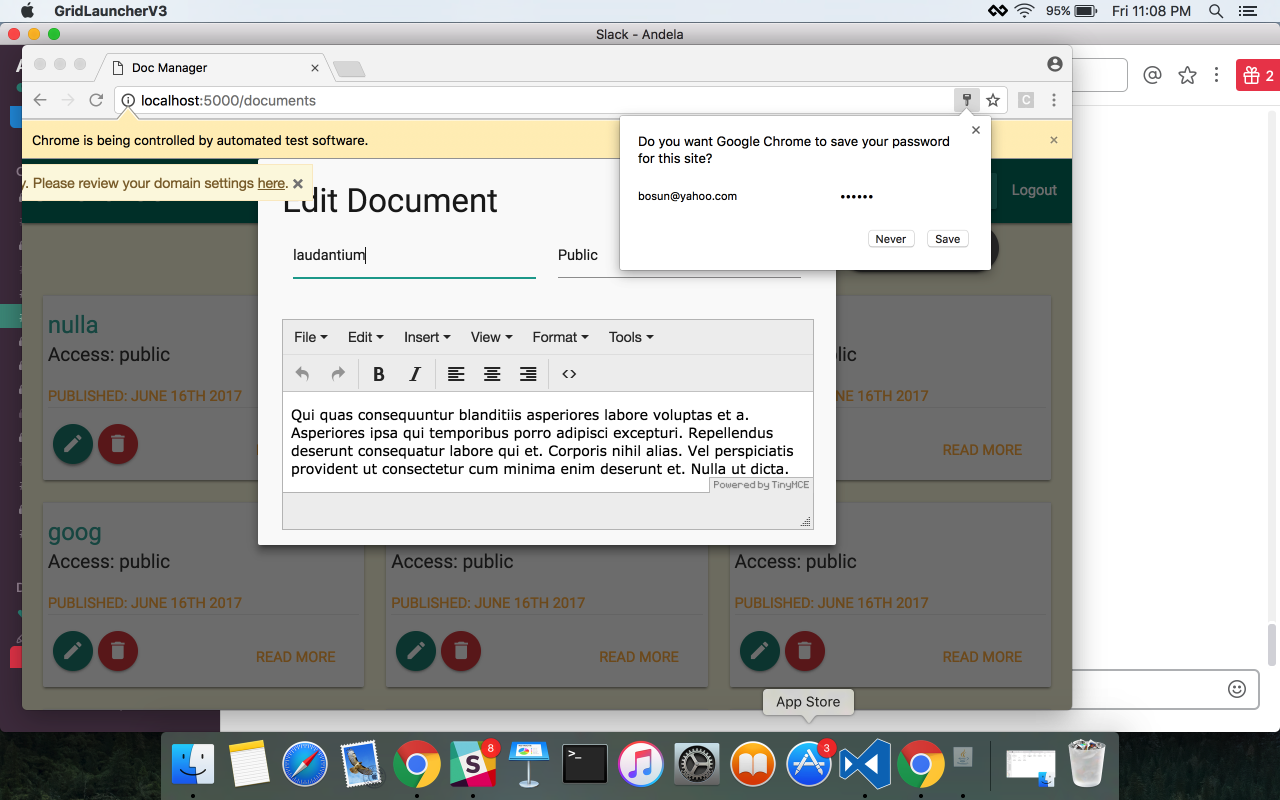 GridLauncherV3
95%
Fri 11:08 PM
Slack - Andela
Doc Manager
localhost:5000/documents
C
2
Chrome is being controlled by automated test software.
Do you want Google Chrome to save your password
for this site?
bosun@yahoo.com
••••••
Never
Save
y. Please review your domain settings here.
Logout
Edit Document
laudantium
Public
File
Edit
Insert
View
Format
Tools
B
I
Qui quas consequuntur blanditiis asperiores labore voluptas et a.
Asperiores ipsa qui temporibus porro adipisci excepturi. Repellendus
deserunt consequatur labore qui et. Corporis nihil alias. Vel perspiciatis
provident ut consectetur cum minima enim deserunt et. Nulla ut dicta.
Powered by TinyMCE
nulla
Access: public
PUBLISHED: JUNE 16TH 2017
blic
16TH 2017
READ MORE
goog
Access: public
PUBLISHED: JUNE 16TH 2017
READ MORE
Access: public
PUBLISHED: JUNE 16TH 2017
READ MORE
Access: public
PUBLISHED: JUNE 16TH 2017
READ MORE
App Store
8
3
S